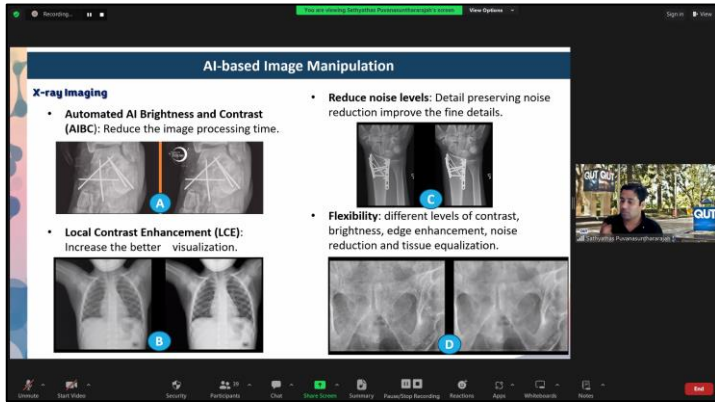 Recording...
You are viewing Sathyathas Puvanasunthararajah's screen
View Options
Sign in
View
AI-based Image Manipulation
X-ray Imaging
• Automated AI Brightness and Contrast
(AIBC): Reduce the image processing time.
A
• Local Contrast Enhancement (LCE):
Increase the better visualization.
B
• Reduce noise levels: Detail preserving noise
reduction improve the fine details.
C
• Flexibility: different levels of contrast,
brightness, edge enhancement, noise
reduction and tissue equalization.
D
QUT QUT
QUT
Sathyathas Puvanasunthararajah
Unmute
Start Video
Security
Participants
Chat
Share Screen
Summary
Pause/Stop Recording
Reactions
Apps
Whiteboards
Notes
End